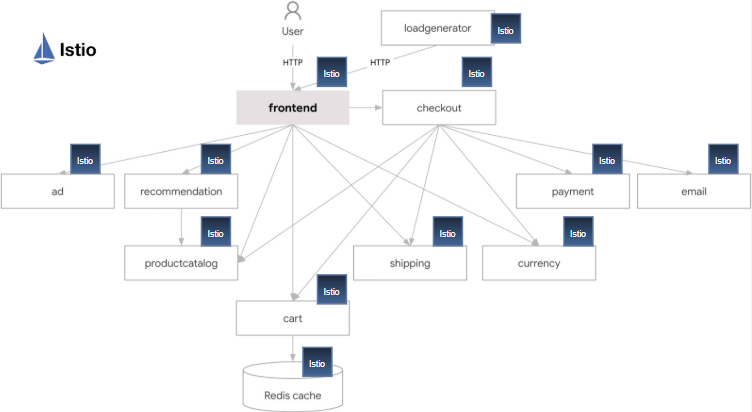 Istio
User
loadgenerator
Istio
HTTP
HTTP
Istio
Istio
frontend
checkout
Istio
Istio
Istio
Istio
ad
recommendation
payment
email
Istio
Istio
Istio
productcatalog
shipping
currency
Istio
cart
Istio
Redis cache